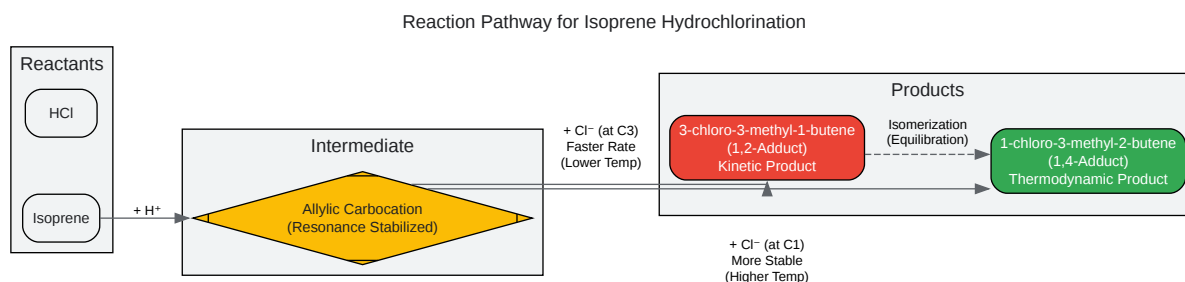 Reaction Pathway for Isoprene Hydrochlorination
Reactants
HCl
Isoprene
+ H⁺
Intermediate
Allylic Carbocation
(Resonance Stabilized)
+ Cl⁻ (at C3)
Faster Rate
(Lower Temp)
Products
3-chloro-3-methyl-1-butene
(1,2-Adduct)
Kinetic Product
Isomerization
(Equilibration)
1-chloro-3-methyl-2-butene
(1,4-Adduct)
Thermodynamic Product
+ Cl⁻ (at C1)
More Stable
(Higher Temp)